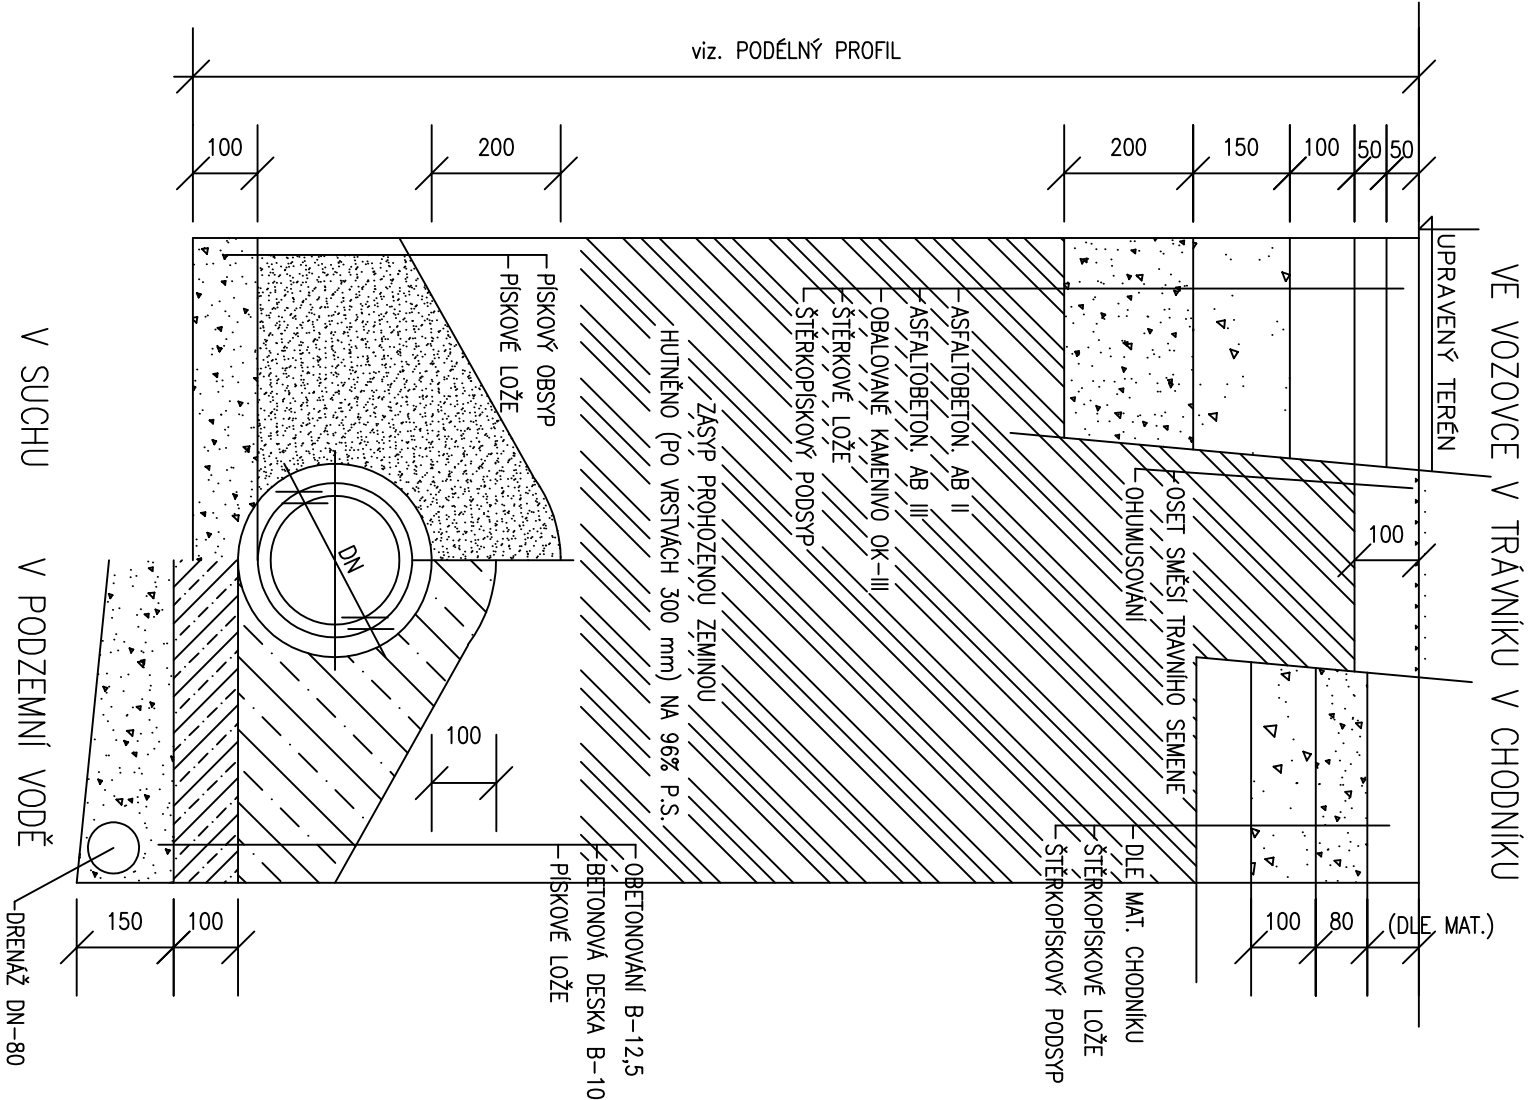 VE VOZOVCE V TRÁVNÍKU V CHODNÍKU
UPRAVENÝ TERÉN
viz. PODÉLNÝ PROFIL
50
50
100
150
200
200
100
100
(DLE MAT.)
80
100
100
100
150
ASFALTOBETON. AB II
ASFALTOBETON. AB III
OBALOVANÉ KAMENIVO OK-III
ŠTĚRKOVÉ LOŽE
ŠTĚRKOPÍSKOVÝ PODSYP
OSET SMĚSÍ TRAVNÍHO SEMENE
OHUMUSOVÁNÍ
DLE MAT. CHODNÍKU
ŠTĚRKOPÍSKOVÉ LOŽE
ŠTĚRKOPÍSKOVÝ PODSYP
ZÁSYP PROHOZENOU ZEMINOU
HUTNĚNO (PO VRSTVÁCH 300 mm) NA 96% P.S.
PÍSKOVÝ OBSYP
PÍSKOVÉ LOŽE
DN
OBETONOVÁNÍ B-12,5
BETONOVÁ DESKA B-10
PÍSKOVÉ LOŽE
DRENÁŽ DN-80
V SUCHU V PODZEMNÍ VODĚ